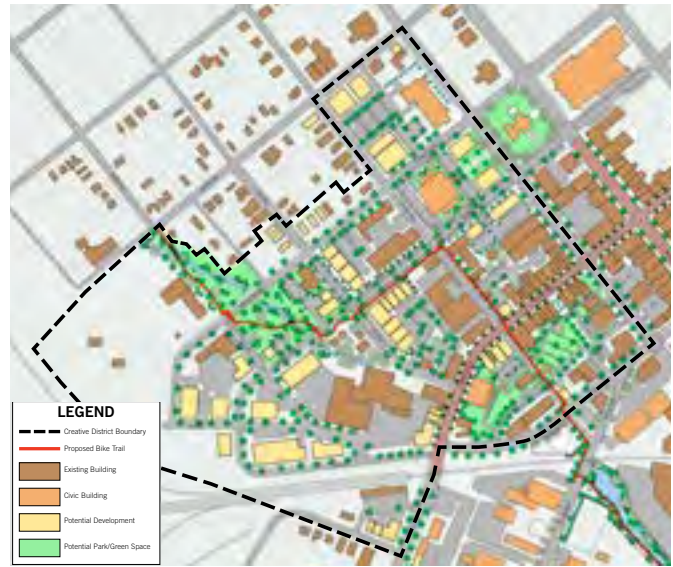 LEGEND
Creative District Boundary
Proposed Bike Trail
Existing Building
Civic Building
Potential Development
Potential Park/Green Space